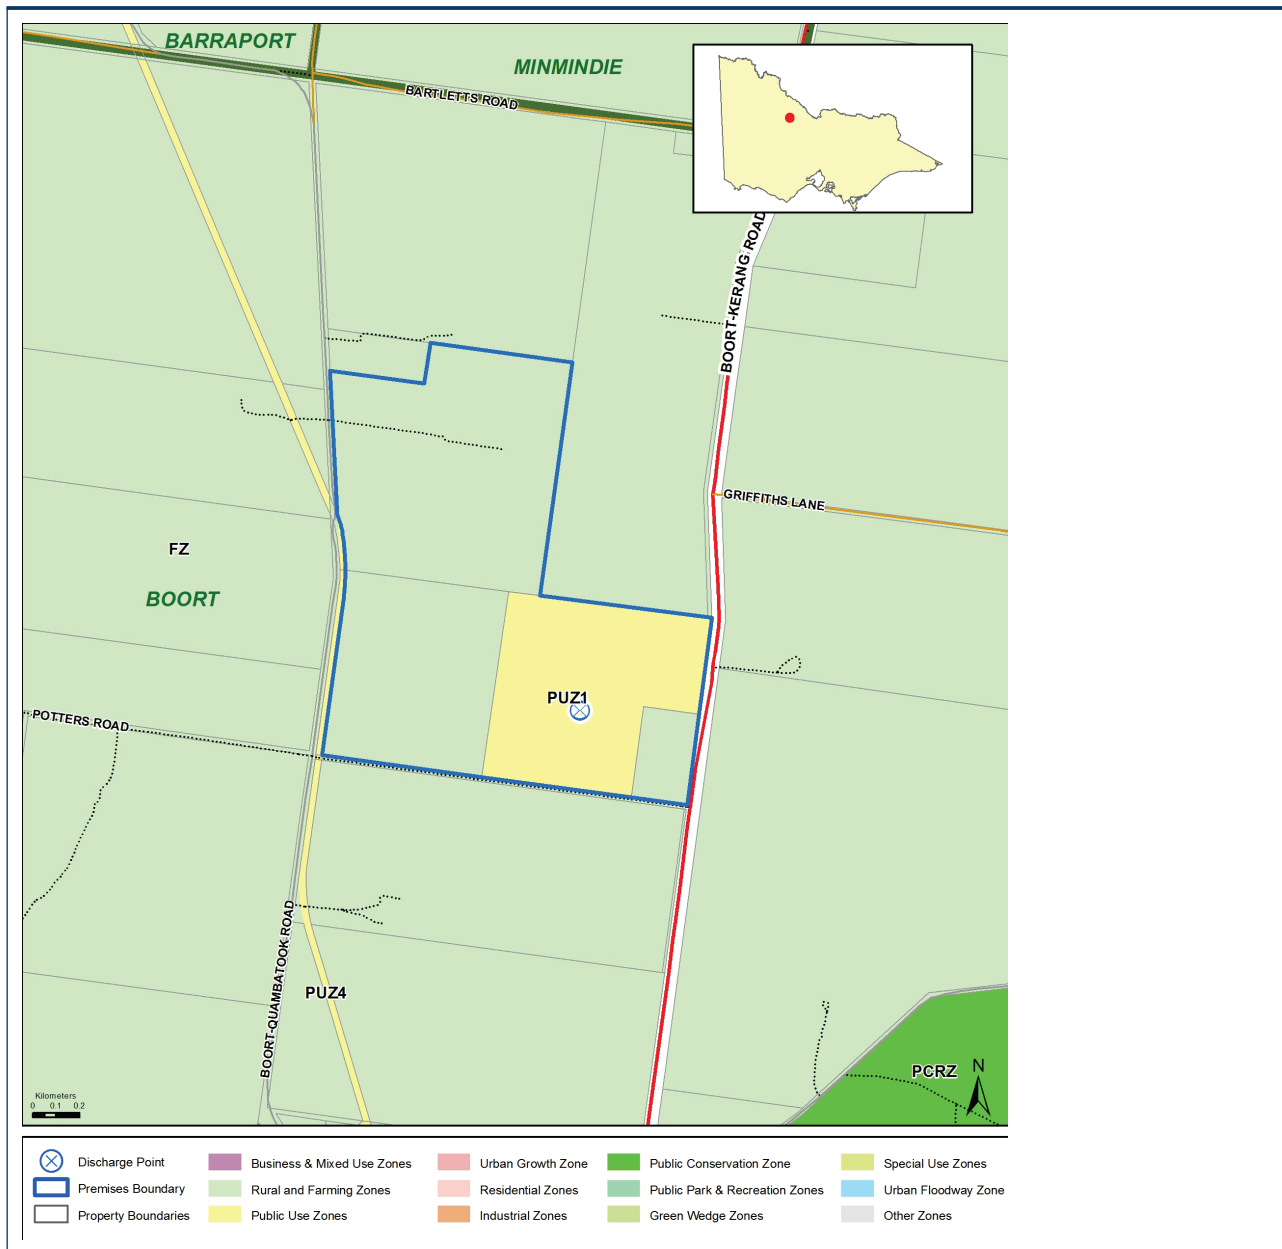 BARRAPORT
MINMINDIE
BARTLETTS ROAD
BOORT-KERANG ROAD
GRIFFITHS LANE
FZ
BOORT
PUZ1
POTTERS ROAD
BOORT-QUAMBATOOK ROAD
PUZ4
PCRZ
N
Kilometers
0 0.1 0.2
Discharge Point
Premises Boundary
Property Boundaries
Business & Mixed Use Zones
Rural and Farming Zones
Public Use Zones
Urban Growth Zone
Residential Zones
Industrial Zones
Public Conservation Zone
Public Park & Recreation Zones
Green Wedge Zones
Special Use Zones
Urban Floodway Zone
Other Zones